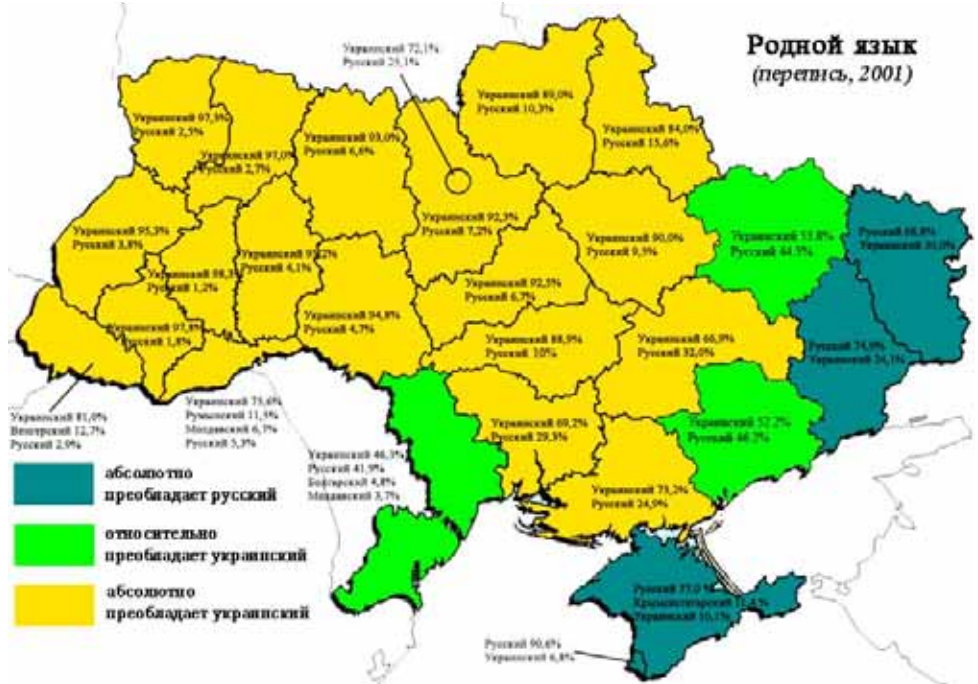 Родной язык
(перепись, 2001)
Украинский 72,1%
Русский 25,1%
Украинский 97,3%
Русский 2,5%
Украинский 97,0%
Русский 2,7%
Украинский 93,0%
Русский 6,6%
Украинский 89,0%
Русский 10,3%
Украинский 84,0%
Русский 15,6%
Украинский 95,3%
Русский 3,8%
Украинский 98,3%
Русский 1,2%
Украинский
Русский 4,1%
Украинский 92,3%
Русский 7,2%
Украинский 90,0%
Русский 9,5%
Украинский 53,8%
Русский 44,3%
Русский 68,8%
Украинский 30,0%
Украинский 97,8%
Русский 1,8%
Украинский 94,8%
Русский 4,7%
Украинский 92,5%
Русский 6,7%
Украинский 88,9%
Русский 10%
Украинский 66,9%
Русский 32,0%
Русский 74,9%
Украинский 24,1%
Украинский 81,0%
Венгерский 12,7%
Русский 2,9%
Украинский 75,6%
Румынский
Молдавский 6,7%
Русский 5,3%
Украинский 46,3%
Русский 41,9%
Болгарский 4,8%
Молдавский 3,7%
Украинский 69,2%
Русский 29,3%
Украинский 52,2%
Русский 46,2%
Украинский 73,2%
Русский 24,9%
Русский 77,0 %
Крымскотатарский 11,4 %
Украинский 10,1%
Русский 90,6%
Украинский 6,8%
абсолютно
преобладает русский
относительно
преобладает украинский
абсолютно
преобладает украинский